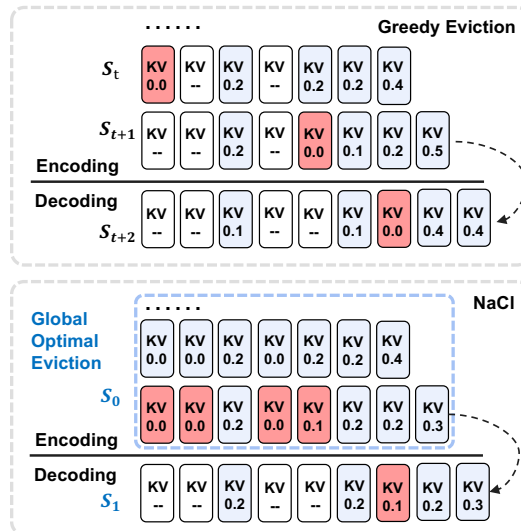 ......
Greedy Eviction
S_t KV 0.0 KV -- KV 0.2 KV -- KV 0.2 KV 0.2 KV 0.4
S_{t+1} KV -- KV -- KV 0.2 KV -- KV 0.0 KV 0.1 KV 0.2 KV 0.5
Encoding
Decoding
S_{t+2} KV -- KV -- KV 0.1 KV -- KV -- KV 0.1 KV 0.0 KV 0.4 KV 0.4
......
NaCl
Global
Optimal
Eviction
KV 0.0 KV 0.0 KV 0.2 KV 0.0 KV 0.2 KV 0.2 KV 0.4
S_0 KV 0.0 KV 0.0 KV 0.2 KV 0.0 KV 0.1 KV 0.2 KV 0.2 KV 0.3
Encoding
Decoding
S_1 KV -- KV -- KV 0.2 KV -- KV -- KV 0.2 KV 0.1 KV 0.2 KV 0.3